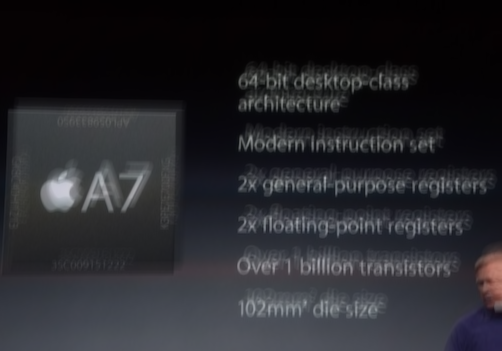 A7
64-bit desktop-class
architecture
Modern instruction set
2x general-purpose registers
2x floating-point registers
Over 1 billion transistors
102mm² die size